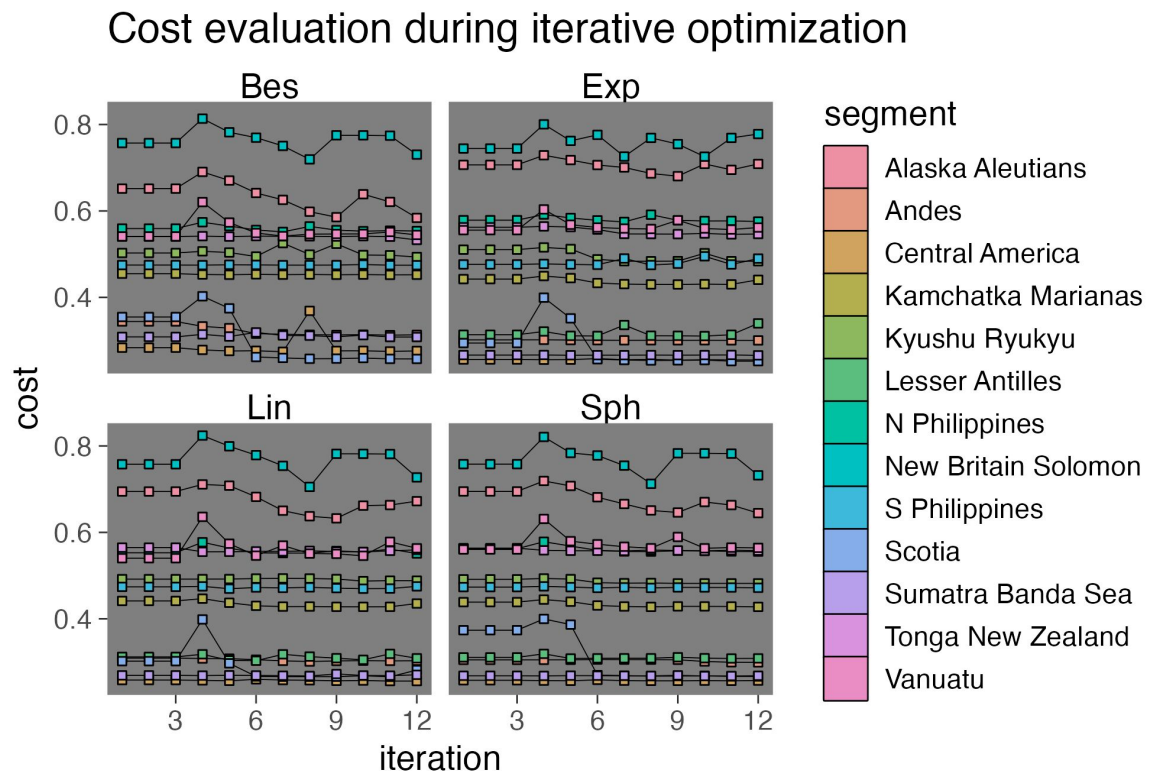 Cost evaluation during iterative optimization
Bes
Exp
0.8
0.6
0.4
Lin
Sph
0.8
0.6
0.4
3
6
9
12
3
6
9
12
cost
iteration
segment
Alaska Aleutians
Andes
Central America
Kamchatka Marianas
Kyushu Ryukyu
Lesser Antilles
N Philippines
New Britain Solomon
S Philippines
Scotia
Sumatra Banda Sea
Tonga New Zealand
Vanuatu